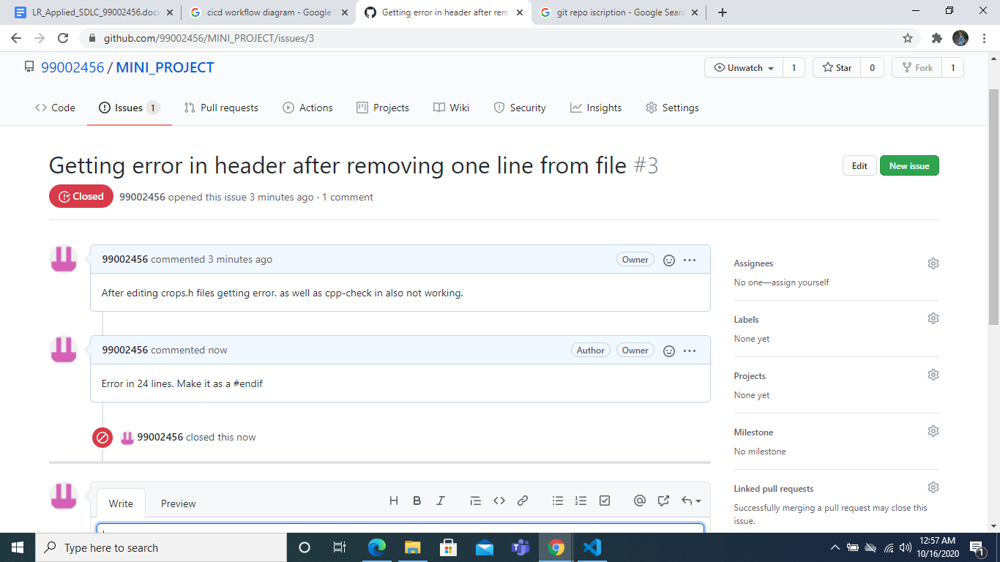 LR_Applied_SDLC_99002456.docx
cicd workflow diagram - Google S
Getting error in header after rem
git repo iscription - Google Searc
github.com/99002456/MINI_PROJECT/issues/3
99002456 / MINI_PROJECT
Unwatch 1 Star 0 Fork 1
Code Issues 1 Pull requests Actions Projects Wiki Security Insights Settings
Getting error in header after removing one line from file #3
Edit New issue
Closed 99002456 opened this issue 3 minutes ago · 1 comment
99002456 commented 3 minutes ago Owner
After editing crops.h files getting error. as well as cpp-check in also not working.
99002456 commented now Author Owner
Error in 24 lines. Make it as a #endif
99002456 closed this now
Write Preview
Assignees
No one—assign yourself
Labels
None yet
Projects
None yet
Milestone
No milestone
Linked pull requests
Successfully merging a pull request may close this
issue.
Type here to search
12:57 AM
10/16/2020
1